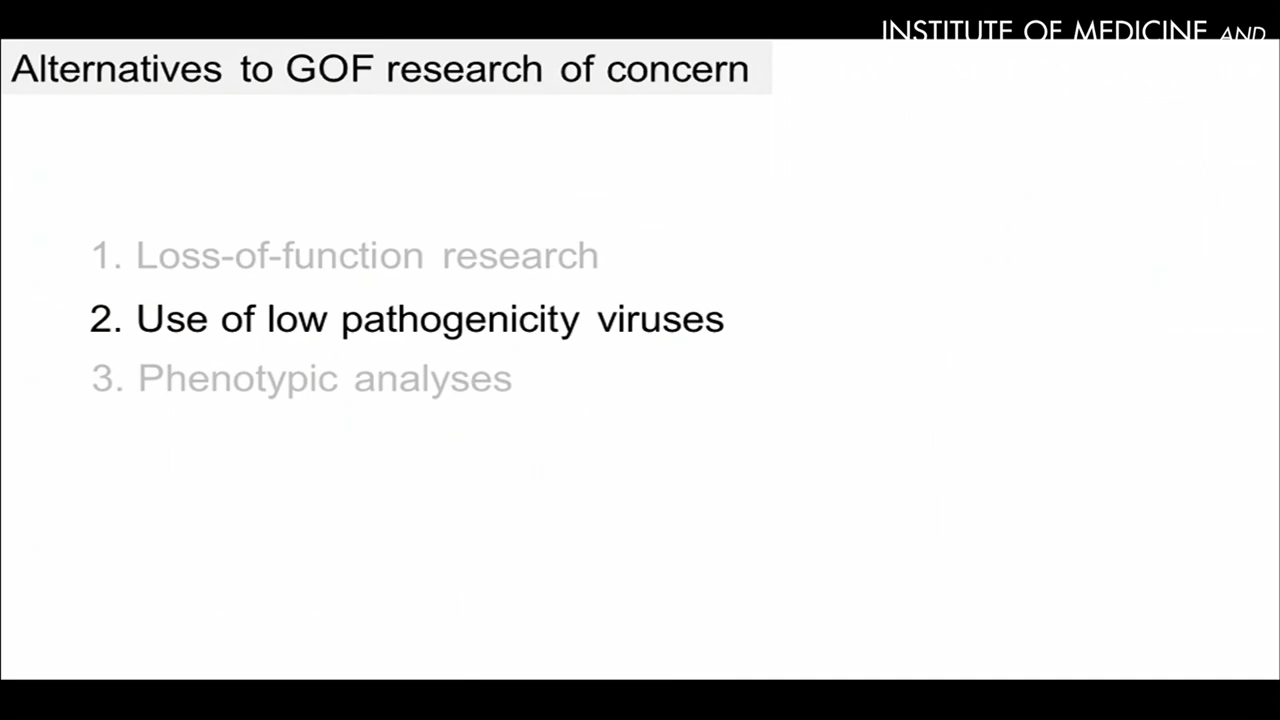 INSTITUTE OF MEDICINE AND
Alternatives to GOF research of concern
1. Loss-of-function research
2. Use of low pathogenicity viruses
3. Phenotypic analyses